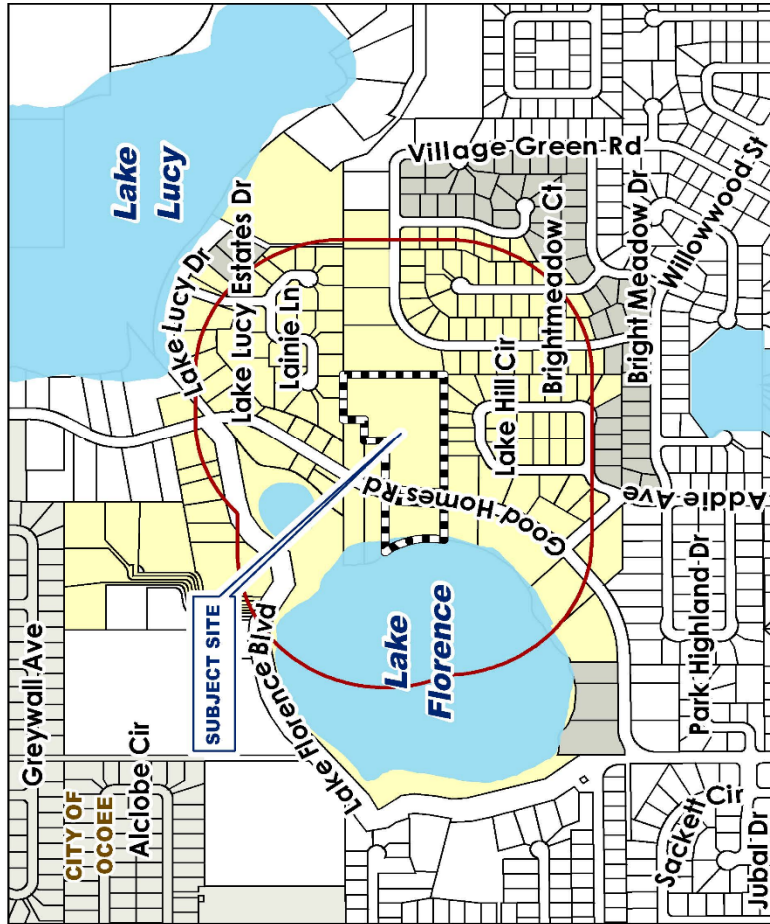 Lake
Lucy
Village Green Rd
Lake Lucy Dr
Lake Lucy Estates Dr
Lainie Ln
Brightmeadow Ct
Bright Meadow Dr
Willowwood St
Lake Hill Cir
Good Homes Rd
Addie Ave
SUBJECT SITE
Lake
Florence
Lake Florence Blvd
Greywall Ave
CITY OF
OCOEE
Alclobe Cir
Park Highland Dr
Sackett Cir
Jubal Dr